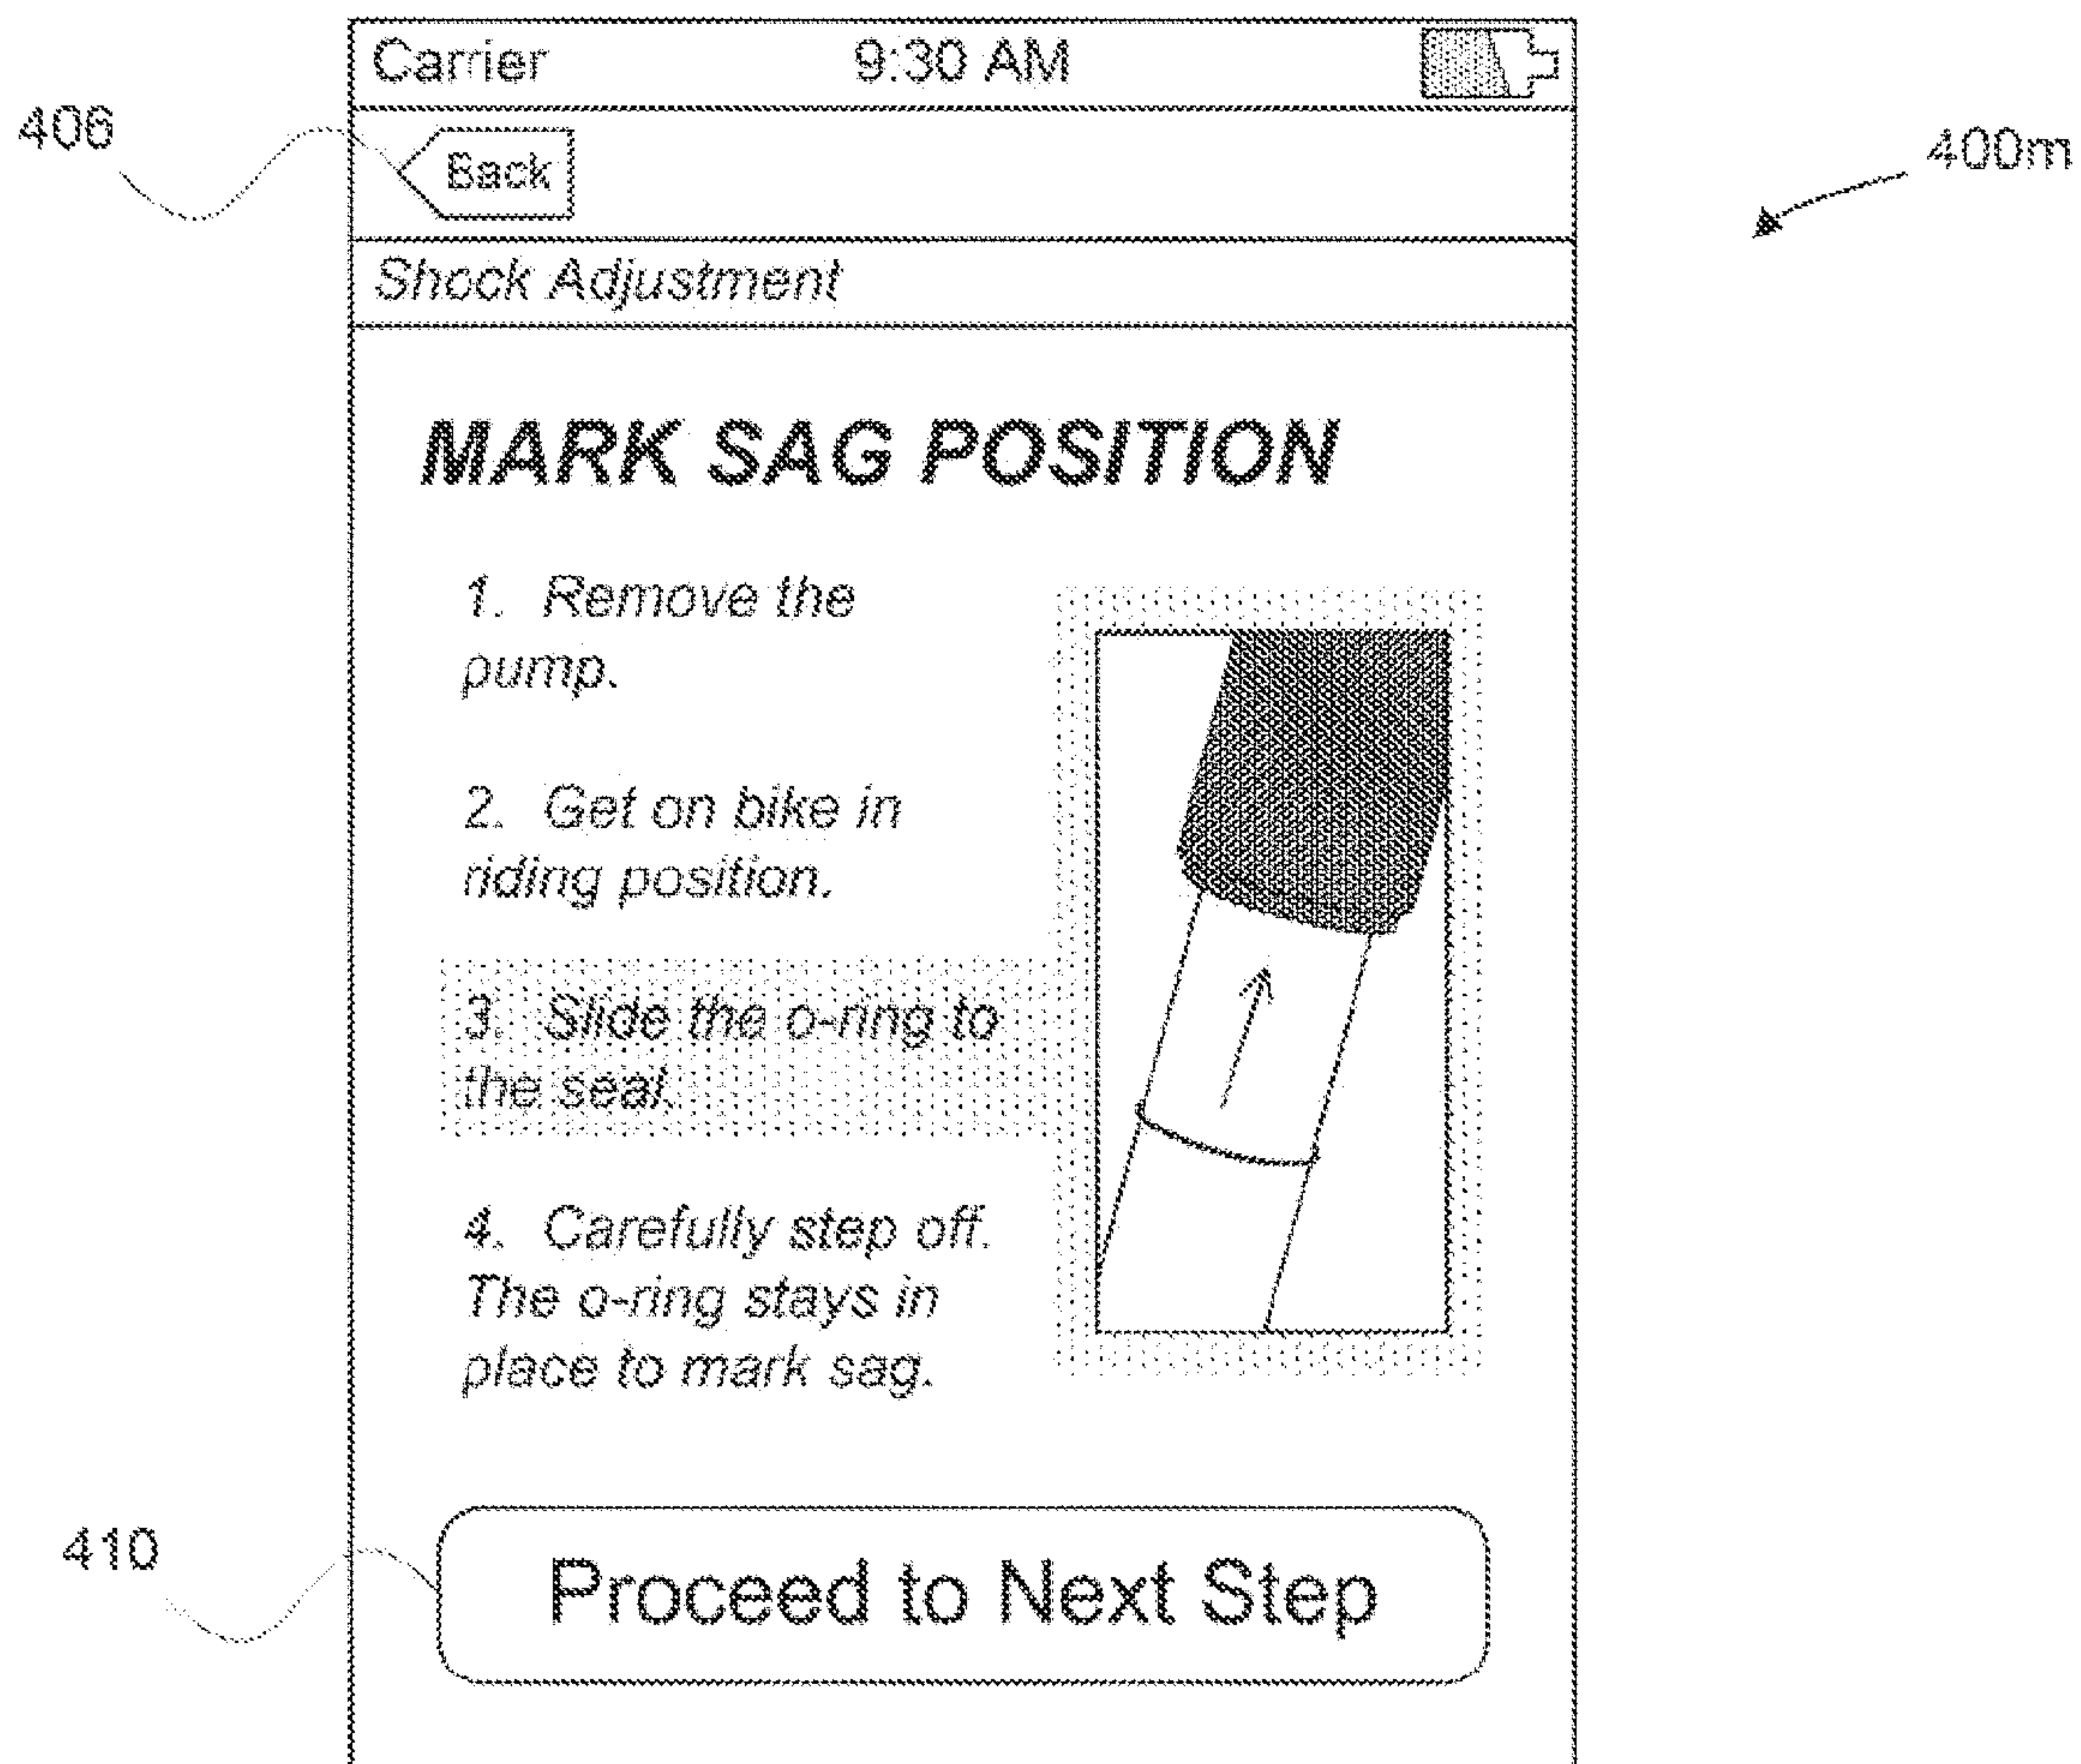 Carrier 9:30 AM
406
Back
400m
Shock Adjustment
MARK SAG POSITION
1. Remove the
pump.
2. Get on bike in
riding position.
3. Slide the o-ring to
the seal.
4. Carefully step off.
The o-ring stays in
place to mark sag.
410
Proceed to Next Step